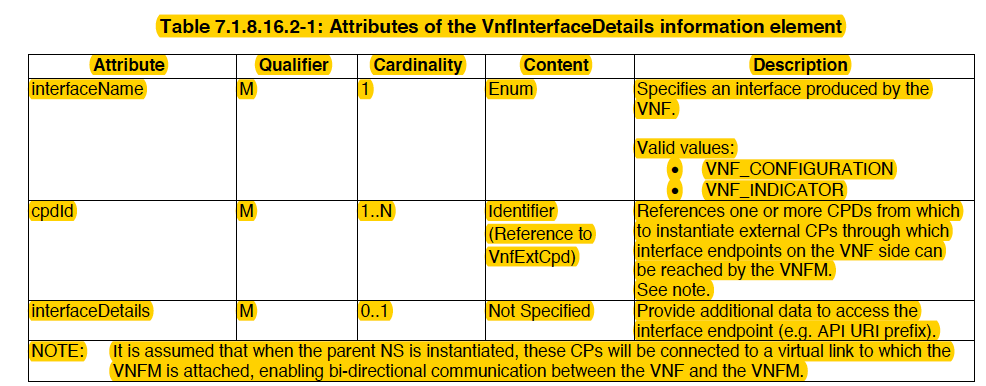 Table 7.1.8.16.2-1: Attributes of the VnfInterfaceDetails information element
Attribute Qualifier Cardinality Content Description
interfaceName M 1 Enum Specifies an interface produced by the
VNF.
Valid values:
• VNF_CONFIGURATION
• VNF_INDICATOR
cpdId M 1..N Identifier References one or more CPDs from which
(Reference to to instantiate external CPs through which
VnfExtCpd) interface endpoints on the VNF side can
be reached by the VNFM.
See note.
interfaceDetails M 0..1 Not Specified Provide additional data to access the
interface endpoint (e.g. API URI prefix).
NOTE: It is assumed that when the parent NS is instantiated, these CPs will be connected to a virtual link to which the
VNFM is attached, enabling bi-directional communication between the VNF and the VNFM.